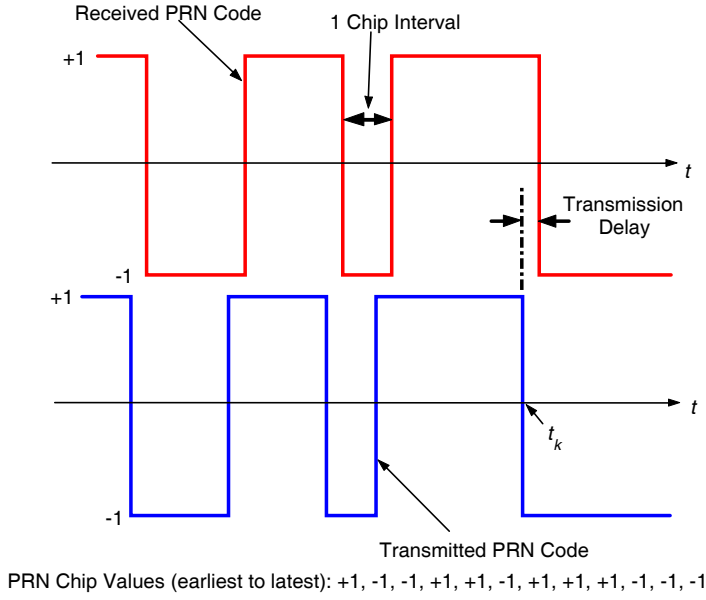 Received PRN Code
1 Chip Interval
+1
t
Transmission
Delay
-1
+1
t
t_k
-1
Transmitted PRN Code
PRN Chip Values (earliest to latest): +1, -1, -1, +1, +1, -1, +1, +1, +1, -1, -1, -1